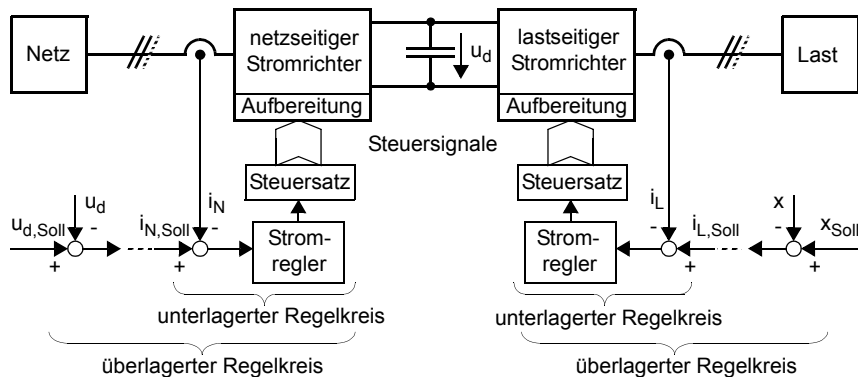 Netz
netzseitiger
Stromrichter
Aufbereitung
u_d
lastseitiger
Stromrichter
Aufbereitung
Last
Steuersignale
Steuersatz
Steuersatz
u_d,Soll
+
u_d
-
i_N,Soll
+
i_N
-
Strom-
regler
Strom-
regler
i_L
-
i_L,Soll
+
x
-
x_Soll
+
unterlagerter Regelkreis
unterlagerter Regelkreis
überlagerter Regelkreis
überlagerter Regelkreis